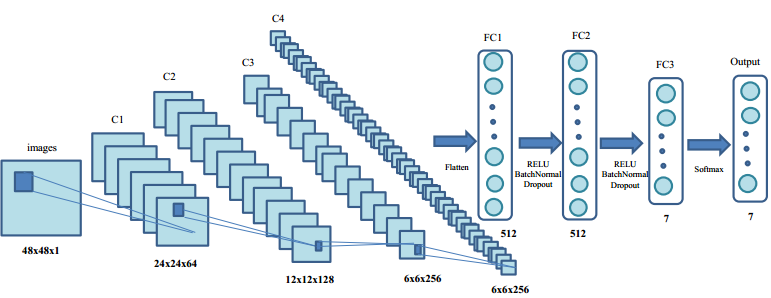 C4
C3
C2
C1
images
48x48x1
24x24x64
12x12x128
6x6x256
6x6x256
Flatten
FC1
512
RELU
BatchNormal
Dropout
FC2
512
RELU
BatchNormal
Dropout
FC3
7
Softmax
Output
7